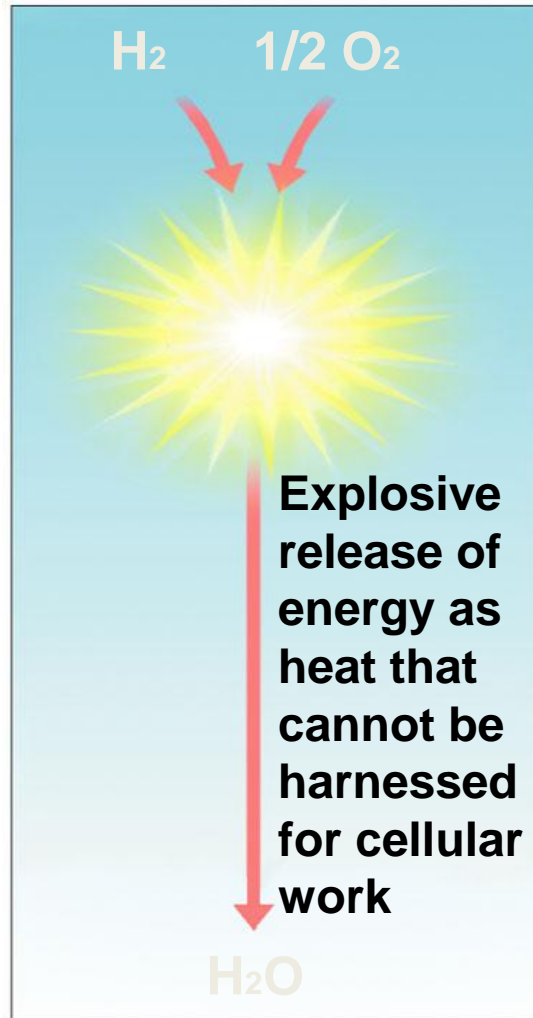 H₂ 1/2 O₂
Explosive
release of
energy as
heat that
cannot be
harnessed
for cellular
work
H₂O